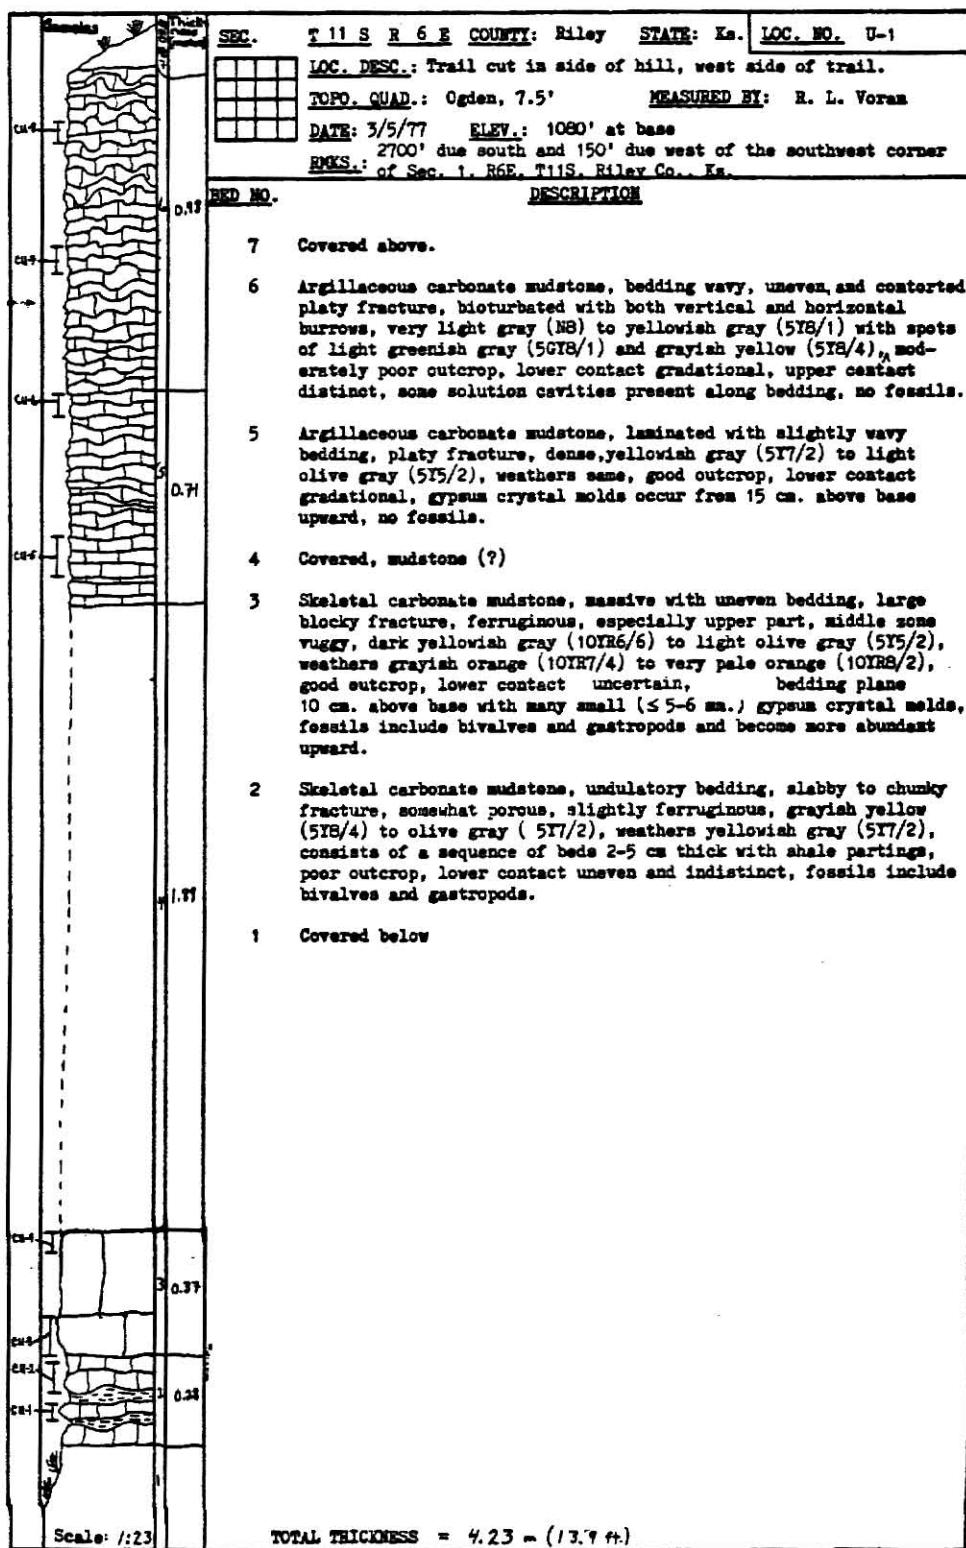 Samples
Thick-
ness
SEC. T 11 S R 6 E COUNTY: Riley STATE: Ks. LOC. NO. U-1
LOC. DESC.: Trail cut in side of hill, west side of trail.
TOPO. QUAD.: Ogden, 7.5' MEASURED BY: R. L. Voran
DATE: 3/5/77 ELEV.: 1080' at base
RMKS.: 2700' due south and 150' due west of the southwest corner
of Sec. 1, R6E, T11S, Riley Co., Ks.
BED NO. DESCRIPTION
7 Covered above.
6 Argillaceous carbonate mudstone, bedding wavy, uneven, and contorted
platy fracture, bioturbated with both vertical and horizontal
burrows, very light gray (N8) to yellowish gray (5Y8/1) with spots
of light greenish gray (5GY8/1) and grayish yellow (5Y8/4), mod-
erately poor outcrop, lower contact gradational, upper contact
distinct, some solution cavities present along bedding, no fossils.
5 Argillaceous carbonate mudstone, laminated with slightly wavy
bedding, platy fracture, dense, yellowish gray (5Y7/2) to light
olive gray (5Y5/2), weathers same, good outcrop, lower contact
gradational, gypsum crystal molds occur from 15 cm. above base
upward, no fossils.
4 Covered, mudstone (?)
3 Skeletal carbonate mudstone, massive with uneven bedding, large
blocky fracture, ferruginous, especially upper part, middle zone
vuggy, dark yellowish gray (10YR6/6) to light olive gray (5Y5/2),
weathers grayish orange (10YR7/4) to very pale orange (10YR8/2),
good outcrop, lower contact uncertain, bedding plane
10 cm. above base with many small (≤ 5-6 mm.) gypsum crystal molds,
fossils include bivalves and gastropods and become more abundant
upward.
2 Skeletal carbonate mudstone, undulatory bedding, slabby to chunky
fracture, somewhat porous, slightly ferruginous, grayish yellow
(5Y8/4) to olive gray ( 5Y7/2), weathers yellowish gray (5Y7/2),
consists of a sequence of beds 2-5 cm thick with shale partings,
poor outcrop, lower contact uneven and indistinct, fossils include
bivalves and gastropods.
1 Covered below
6 0.93
5 0.71
4 1.89
3 0.37
2 0.28
1
Scale: 1:23
TOTAL THICKNESS = 4.23 m (13.9 ft.)